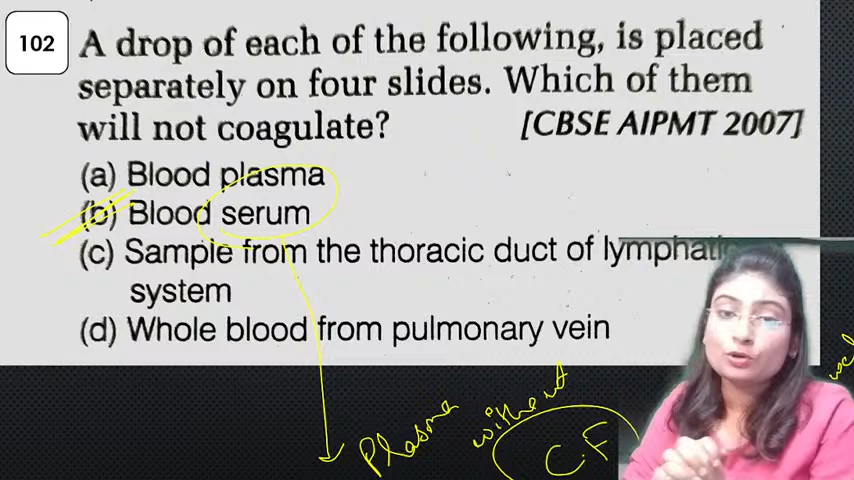 102
A drop of each of the following, is placed
separately on four slides. Which of them
will not coagulate? [CBSE AIPMT 2007]
(a) Blood plasma
(b) Blood serum
(c) Sample from the thoracic duct of lymphatic
system
(d) Whole blood from pulmonary vein
Plasma without
C.F